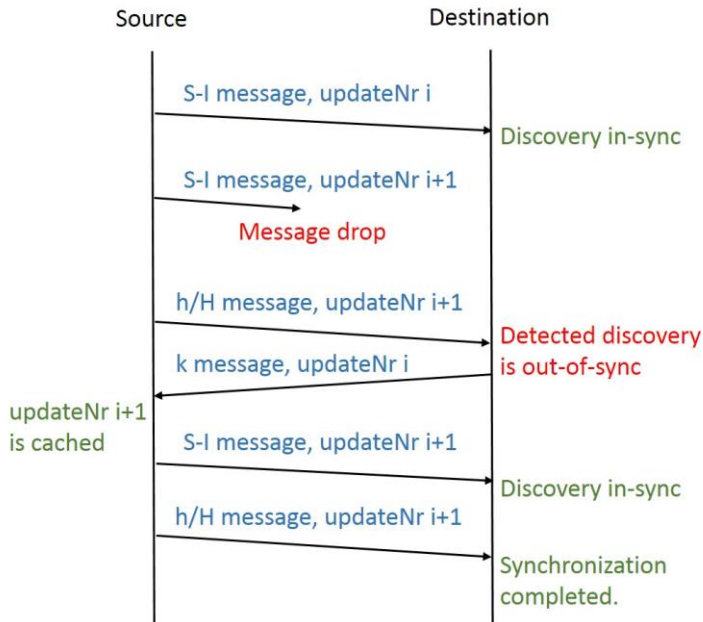 Source
Destination
S-I message, updateNr i
Discovery in-sync
S-I message, updateNr i+1
Message drop
h/H message, updateNr i+1
Detected discovery
is out-of-sync
k message, updateNr i
updateNr i+1
is cached
S-I message, updateNr i+1
Discovery in-sync
h/H message, updateNr i+1
Synchronization
completed.